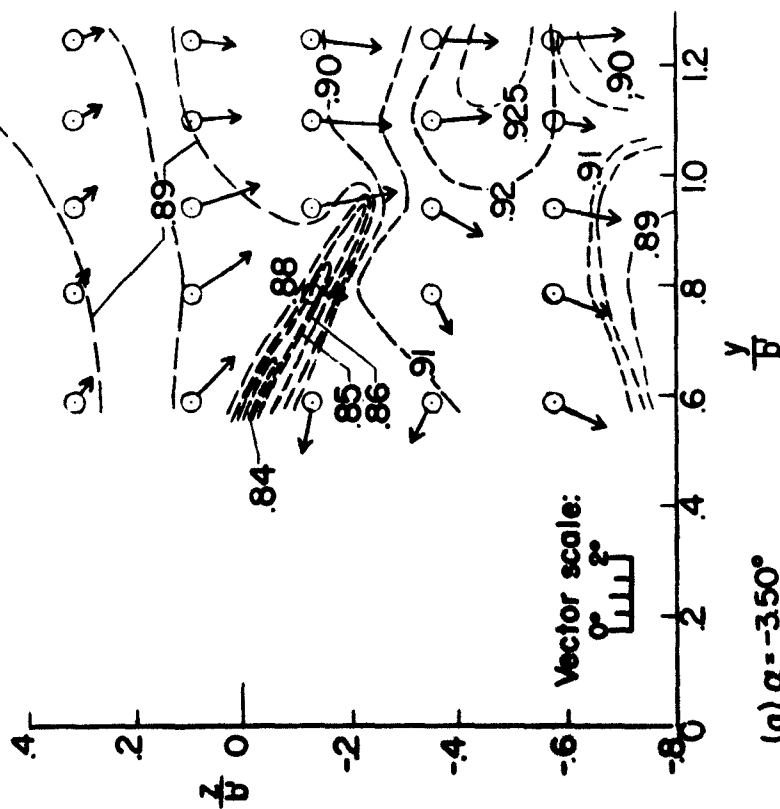 .4
.2
0
-.2
-.4
-.6
-.8
z
b'
.89
.90
.88
.84
.85
.86
.91
.92
.925
.90
.91
.89
Vector scale:
0° 2°
0 .2 .4 .6 .8 1.0 1.2
y
b'
(a) α = -3.50°